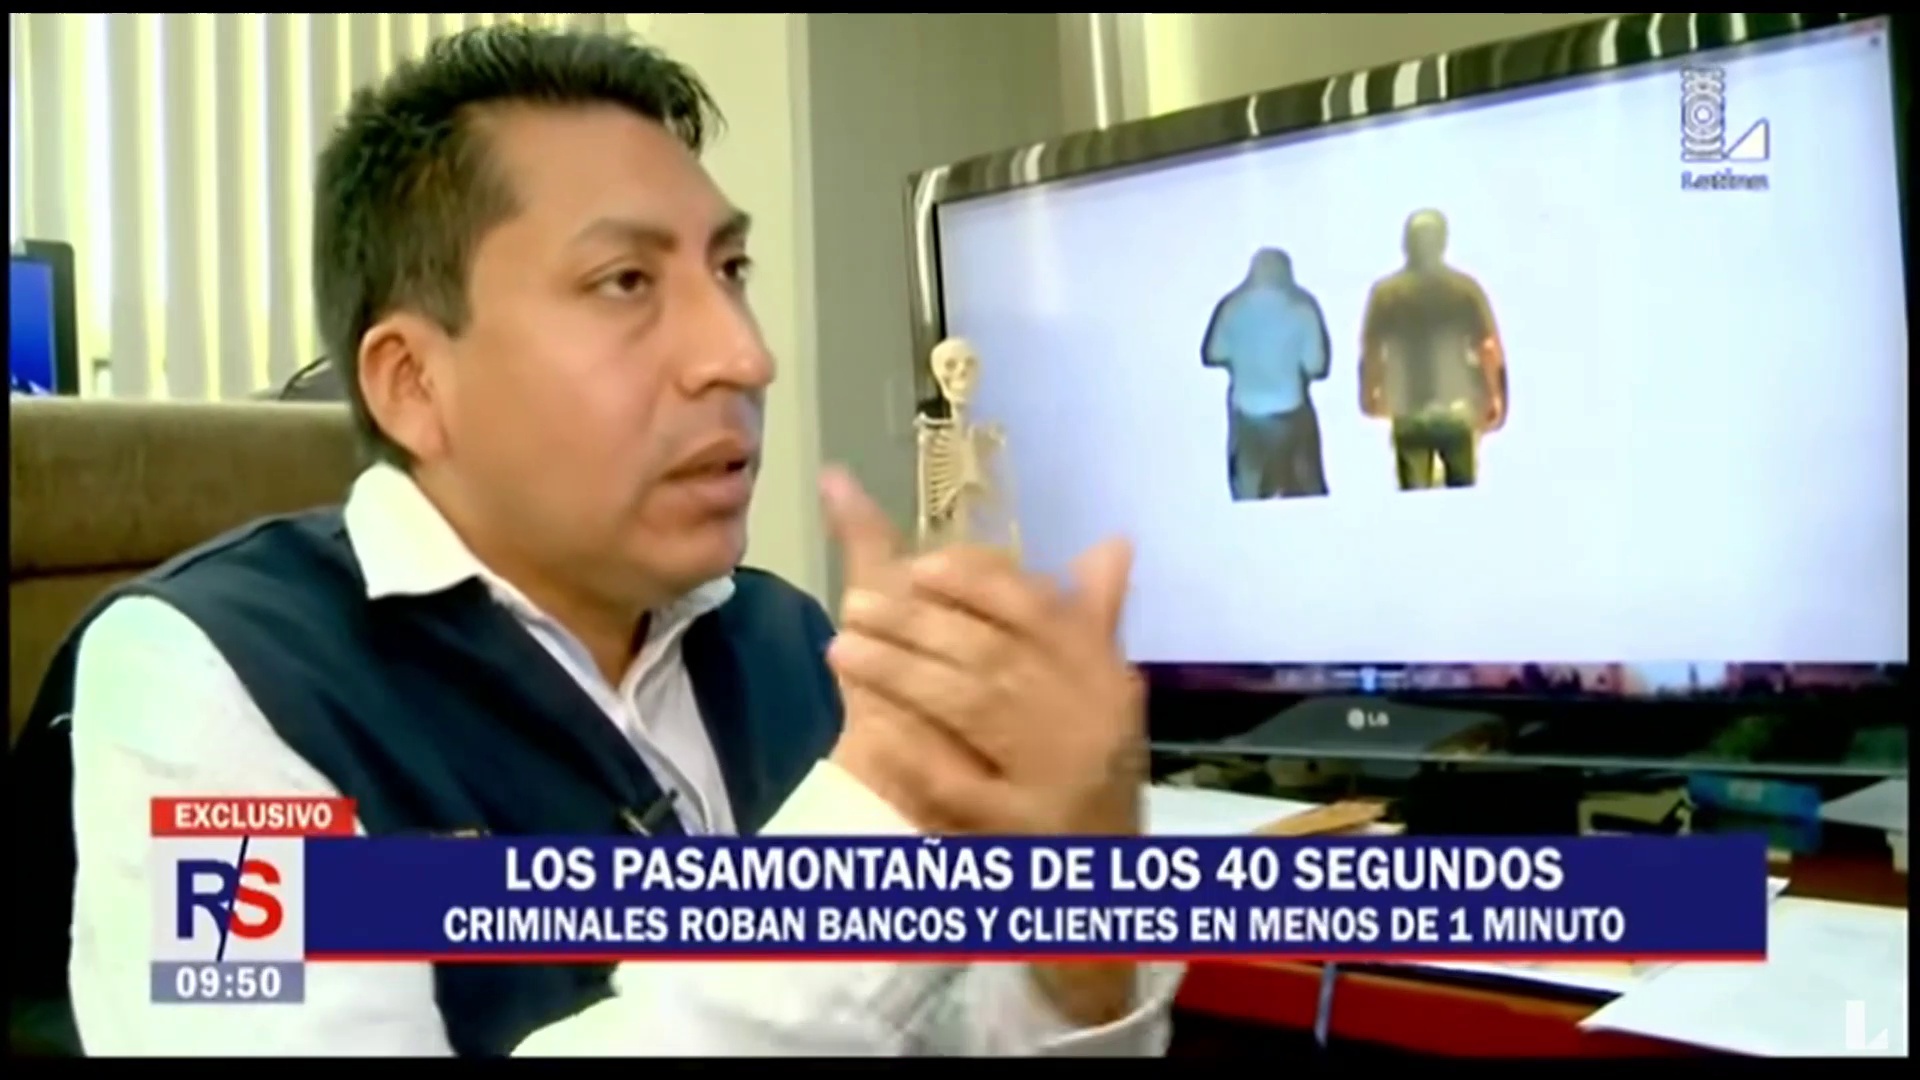 Latina
LG
EXCLUSIVO
RS
LOS PASAMONTAÑAS DE LOS 40 SEGUNDOS
CRIMINALES ROBAN BANCOS Y CLIENTES EN MENOS DE 1 MINUTO
09:50